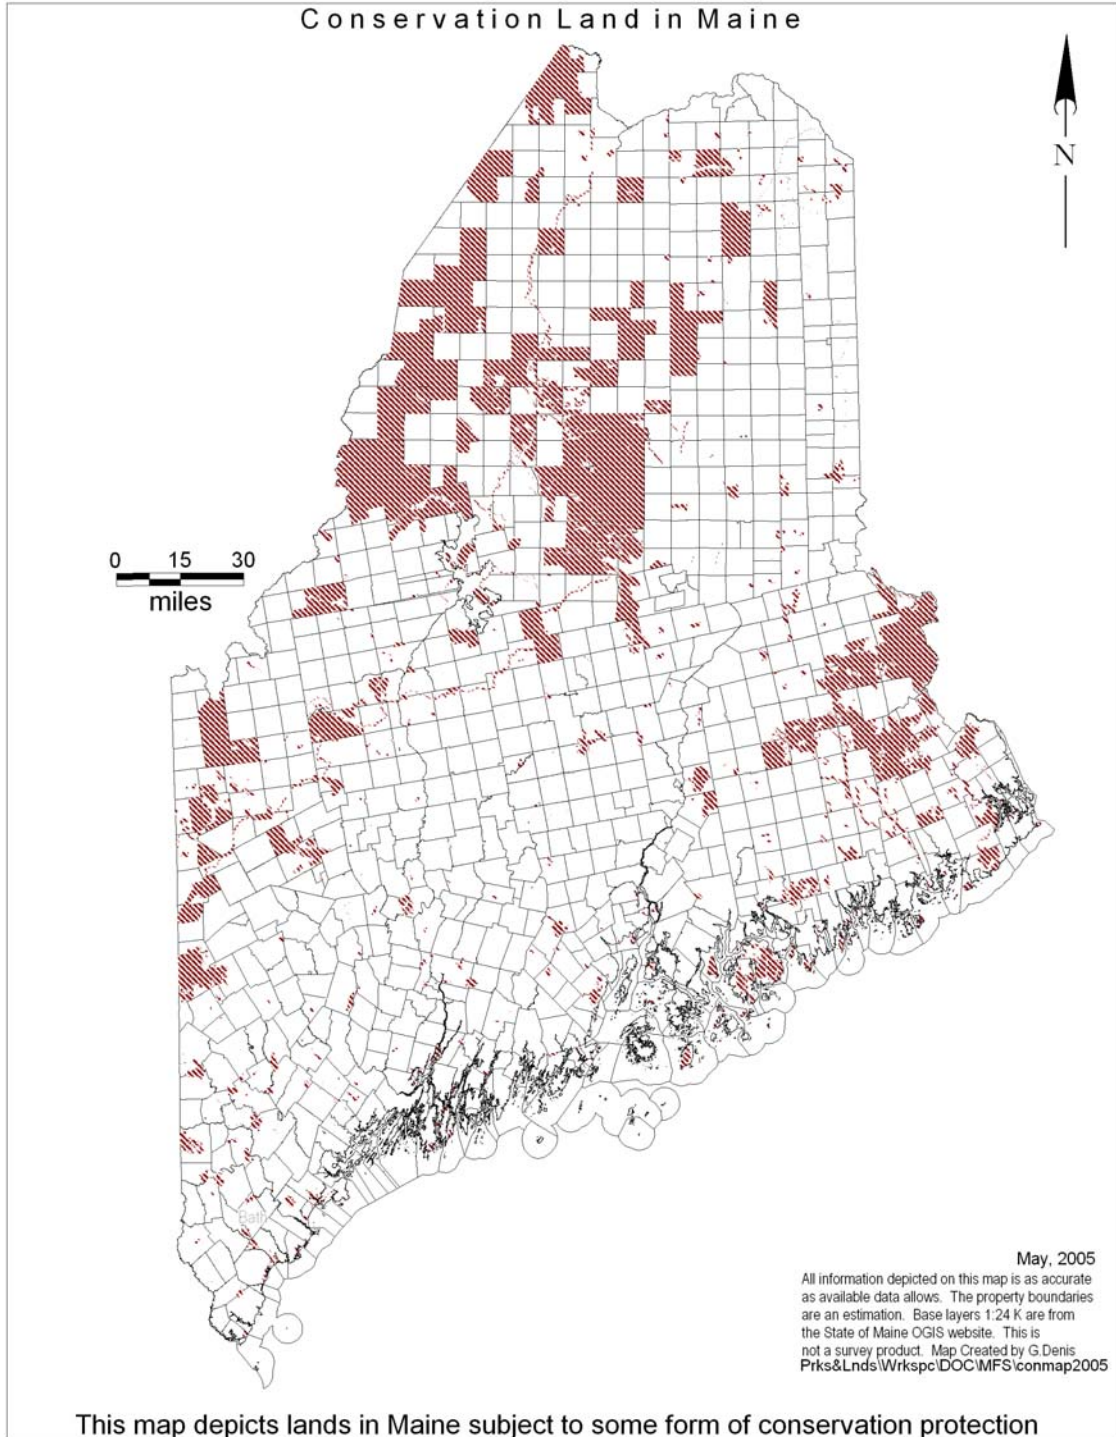 Conservation Land in Maine
N
0 15 30
miles
Bath
May, 2005
All information depicted on this map is as accurate
as available data allows. The property boundaries
are an estimation. Base layers 1:24 K are from
the State of Maine OGIS website. This is
not a survey product. Map Created by G.Denis
Prks&Lnds\Wrkspc\DOC\MFS\conmap2005
This map depicts lands in Maine subject to some form of conservation protection